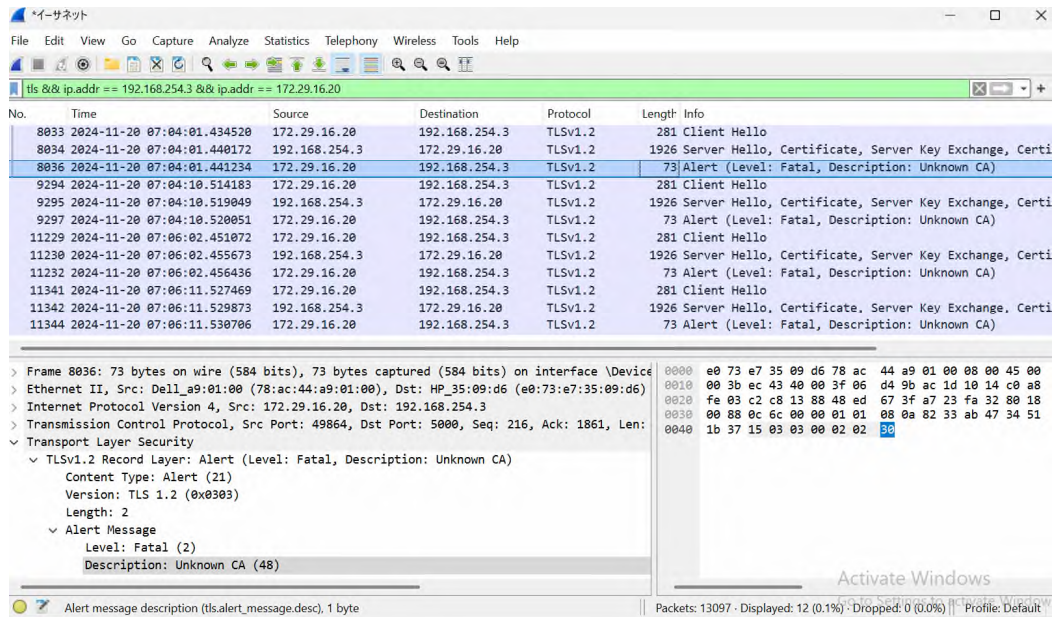 *イーサネット
File Edit View Go Capture Analyze Statistics Telephony Wireless Tools Help
tls && ip.addr == 192.168.254.3 && ip.addr == 172.29.16.20
No. Time Source Destination Protocol Length Info
8033 2024-11-20 07:04:01.434520 172.29.16.20 192.168.254.3 TLSv1.2 281 Client Hello
8034 2024-11-20 07:04:01.440172 192.168.254.3 172.29.16.20 TLSv1.2 1926 Server Hello, Certificate, Server Key Exchange, Certi
8036 2024-11-20 07:04:01.441234 172.29.16.20 192.168.254.3 TLSv1.2 73 Alert (Level: Fatal, Description: Unknown CA)
9294 2024-11-20 07:04:10.514183 172.29.16.20 192.168.254.3 TLSv1.2 281 Client Hello
9295 2024-11-20 07:04:10.519049 192.168.254.3 172.29.16.20 TLSv1.2 1926 Server Hello, Certificate, Server Key Exchange, Certi
9297 2024-11-20 07:04:10.520051 172.29.16.20 192.168.254.3 TLSv1.2 73 Alert (Level: Fatal, Description: Unknown CA)
11229 2024-11-20 07:06:02.451072 172.29.16.20 192.168.254.3 TLSv1.2 281 Client Hello
11230 2024-11-20 07:06:02.455673 192.168.254.3 172.29.16.20 TLSv1.2 1926 Server Hello, Certificate, Server Key Exchange, Certi
11232 2024-11-20 07:06:02.456436 172.29.16.20 192.168.254.3 TLSv1.2 73 Alert (Level: Fatal, Description: Unknown CA)
11341 2024-11-20 07:06:11.527469 172.29.16.20 192.168.254.3 TLSv1.2 281 Client Hello
11342 2024-11-20 07:06:11.529873 192.168.254.3 172.29.16.20 TLSv1.2 1926 Server Hello, Certificate, Server Key Exchange, Certi
11344 2024-11-20 07:06:11.530706 172.29.16.20 192.168.254.3 TLSv1.2 73 Alert (Level: Fatal, Description: Unknown CA)
Frame 8036: 73 bytes on wire (584 bits), 73 bytes captured (584 bits) on interface \Device
Ethernet II, Src: Dell_a9:01:00 (78:ac:44:a9:01:00), Dst: HP_35:09:d6 (e0:73:e7:35:09:d6)
Internet Protocol Version 4, Src: 172.29.16.20, Dst: 192.168.254.3
Transmission Control Protocol, Src Port: 49864, Dst Port: 5000, Seq: 216, Ack: 1861, Len:
Transport Layer Security
TLSv1.2 Record Layer: Alert (Level: Fatal, Description: Unknown CA)
Content Type: Alert (21)
Version: TLS 1.2 (0x0303)
Length: 2
Alert Message
Level: Fatal (2)
Description: Unknown CA (48)
0000 e0 73 e7 35 09 d6 78 ac 44 a9 01 00 08 00 45 00
0010 00 3b ec 43 40 00 3f 06 d4 9b ac 1d 10 14 c0 a8
0020 fe 03 c2 c8 13 88 48 ed 67 3f a7 23 fa 32 80 18
0030 00 88 0c 6c 00 00 01 01 08 0a 82 33 ab 47 34 51
0040 1b 37 15 03 03 00 02 02 30
Activate Windows
Go to Settings to activate Window
Alert message description (tls.alert_message.desc), 1 byte
Packets: 13097 · Displayed: 12 (0.1%) · Dropped: 0 (0.0%)
Profile: Default